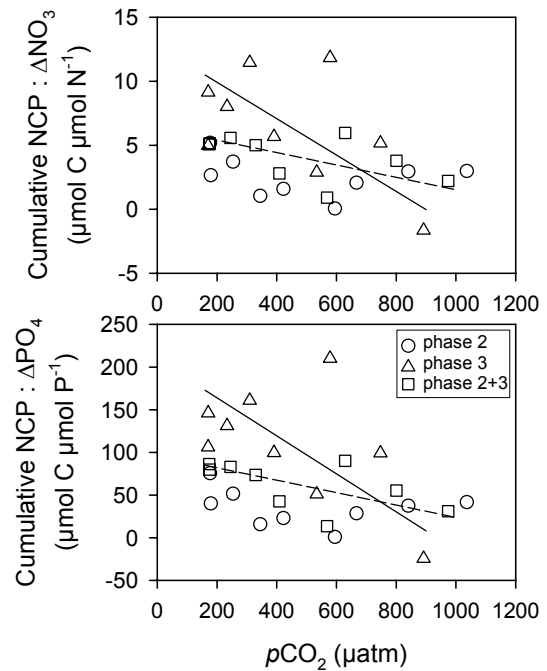 Cumulative NCP : ΔNO₃
(µmol C µmol N⁻¹)
15
10
5
0
-5
0 200 400 600 800 1000 1200
Cumulative NCP : ΔPO₄
(µmol C µmol P⁻¹)
250
200
150
100
50
0
-50
phase 2
phase 3
phase 2+3
0 200 400 600 800 1000 1200
pCO₂ (µatm)